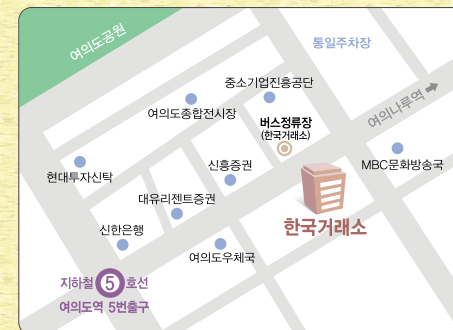 여의도공원
통일주차장
중소기업진흥공단
여의도종합전시장
버스정류장
(한국거래소)
여의나루역
MBC문화방송국
신흥증권
현대투자신탁
대유리젠트증권
한국거래소
신한은행
여의도우체국
지하철 5 호선
여의도역 5번출구